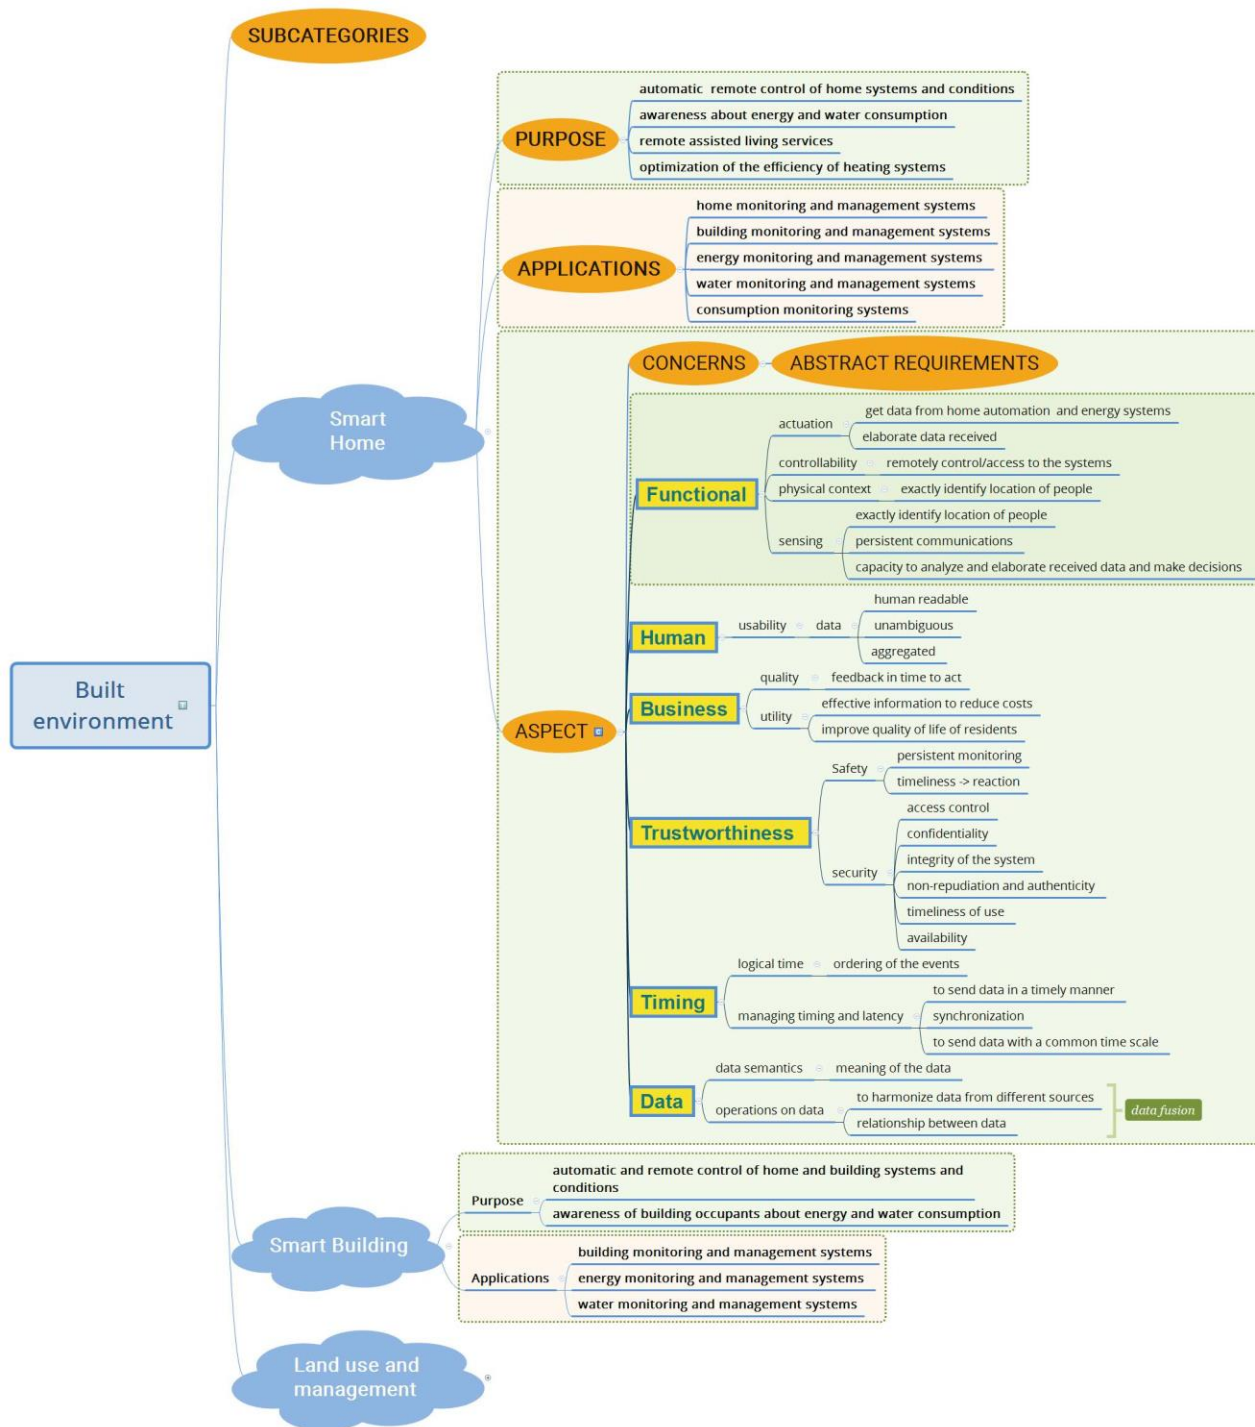 SUBCATEGORIES
automatic  remote control of home systems and conditions
awareness about energy and water consumption
PURPOSE
remote assisted living services
optimization of the efficiency of heating systems
home monitoring and management systems
building monitoring and management systems
APPLICATIONS
energy monitoring and management systems
water monitoring and management systems
consumption monitoring systems
Smart
Home
CONCERNS
ABSTRACT REQUIREMENTS
Functional
actuation
get data from home automation  and energy systems
elaborate data received
controllability
remotely control/access to the systems
physical context
exactly identify location of people
sensing
exactly identify location of people
persistent communications
capacity to analyze and elaborate received data and make decisions
Human
usability
data
human readable
unambiguous
aggregated
Built
environment
ASPECT
Business
quality
feedback in time to act
utility
effective information to reduce costs
improve quality of life of residents
Trustworthiness
Safety
persistent monitoring
timeliness -> reaction
security
access control
confidentiality
integrity of the system
non-repudiation and authenticity
timeliness of use
availability
Timing
logical time
ordering of the events
managing timing and latency
to send data in a timely manner
synchronization
to send data with a common time scale
Data
data semantics
meaning of the data
operations on data
to harmonize data from different sources
relationship between data
data fusion
Smart Building
Purpose
automatic and remote control of home and building systems and
conditions
awareness of building occupants about energy and water consumption
Applications
building monitoring and management systems
energy monitoring and management systems
water monitoring and management systems
Land use and
management